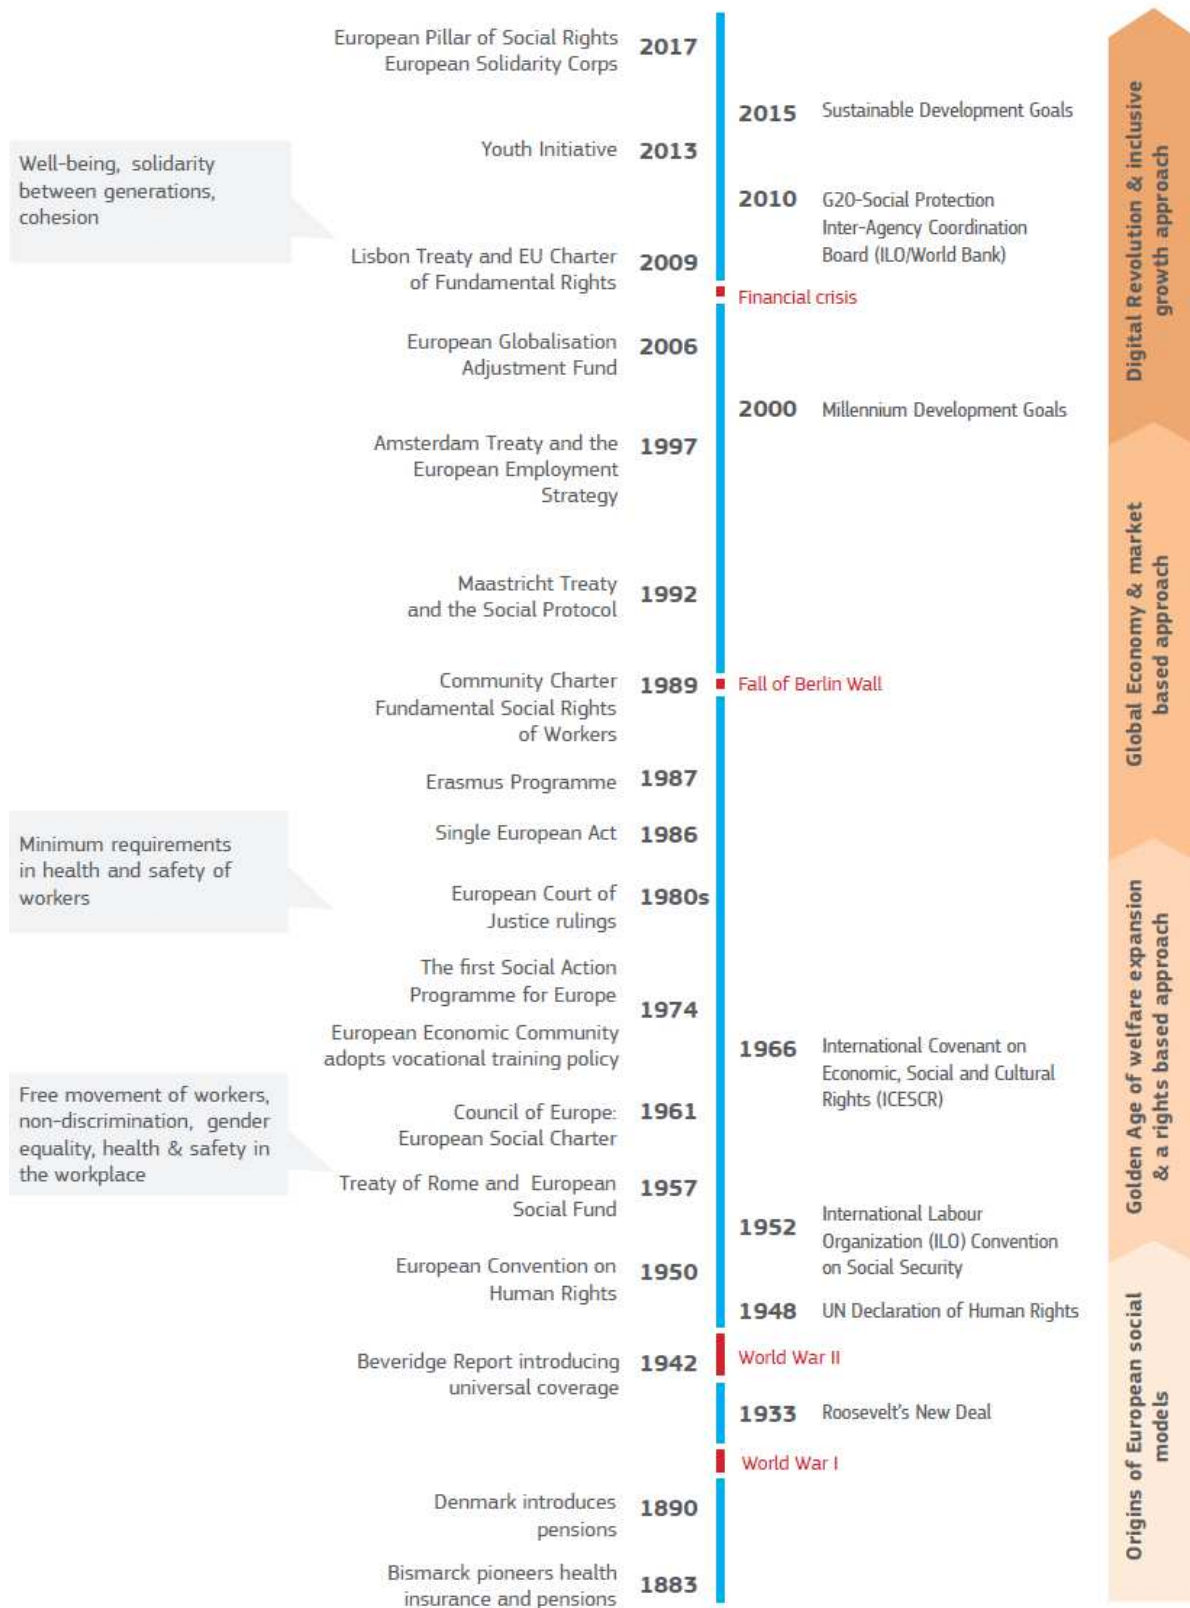 European Pillar of Social Rights
European Solidarity Corps
2017
2015
Sustainable Development Goals
Youth Initiative
2013
Well-being, solidarity
between generations,
cohesion
2010
G20-Social Protection
Inter-Agency Coordination
Board (ILO/World Bank)
Lisbon Treaty and EU Charter
of Fundamental Rights
2009
Financial crisis
European Globalisation
Adjustment Fund
2006
2000
Millennium Development Goals
Amsterdam Treaty and the
European Employment
Strategy
1997
Maastricht Treaty
and the Social Protocol
1992
Community Charter
Fundamental Social Rights
of Workers
1989
Fall of Berlin Wall
Erasmus Programme
1987
Single European Act
1986
Minimum requirements
in health and safety of
workers
European Court of
Justice rulings
1980s
The first Social Action
Programme for Europe
1974
European Economic Community
adopts vocational training policy
1966
International Covenant on
Economic, Social and Cultural
Rights (ICESCR)
Free movement of workers,
non-discrimination, gender
equality, health & safety in
the workplace
Council of Europe:
European Social Charter
1961
Treaty of Rome and European
Social Fund
1957
1952
International Labour
Organization (ILO) Convention
on Social Security
European Convention on
Human Rights
1950
1948
UN Declaration of Human Rights
World War II
Beveridge Report introducing
universal coverage
1942
1933
Roosevelt's New Deal
World War I
Denmark introduces
pensions
1890
Bismarck pioneers health
insurance and pensions
1883
Digital Revolution & inclusive
growth approach
Global Economy & market
based approach
Golden Age of welfare expansion
& a rights based approach
Origins of European social
models